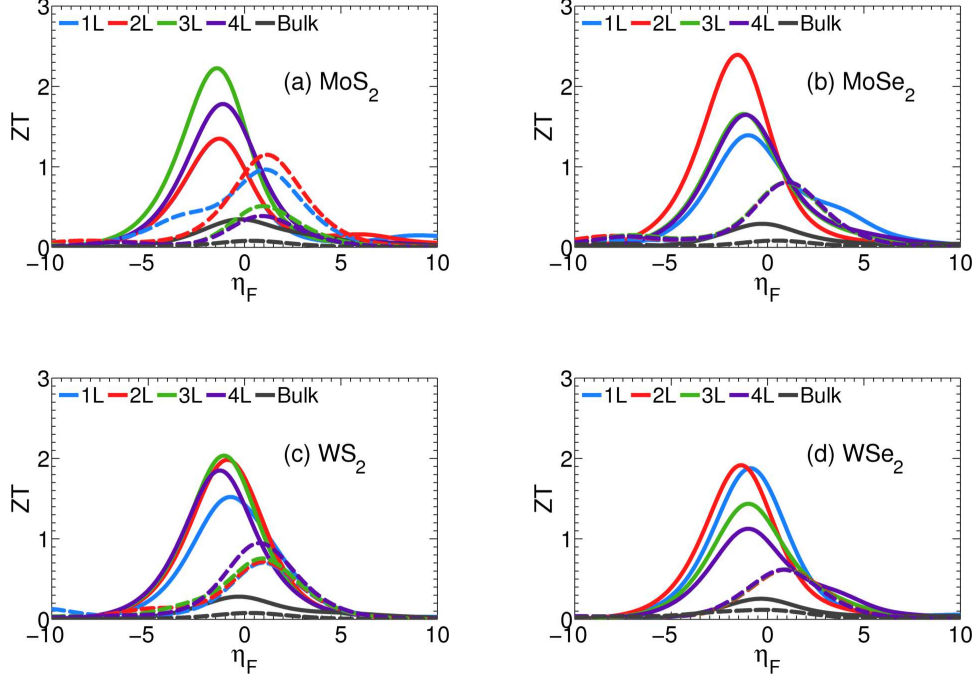 3
1L 2L 3L 4L Bulk
(a) MoS2
ZT
2
1
0
−10 −5 0 5 10
ηF
3
1L 2L 3L 4L Bulk
(b) MoSe2
ZT
2
1
0
−10 −5 0 5 10
ηF
3
1L 2L 3L 4L Bulk
(c) WS2
ZT
2
1
0
−10 −5 0 5 10
ηF
3
1L 2L 3L 4L Bulk
(d) WSe2
ZT
2
1
0
−10 −5 0 5 10
ηF